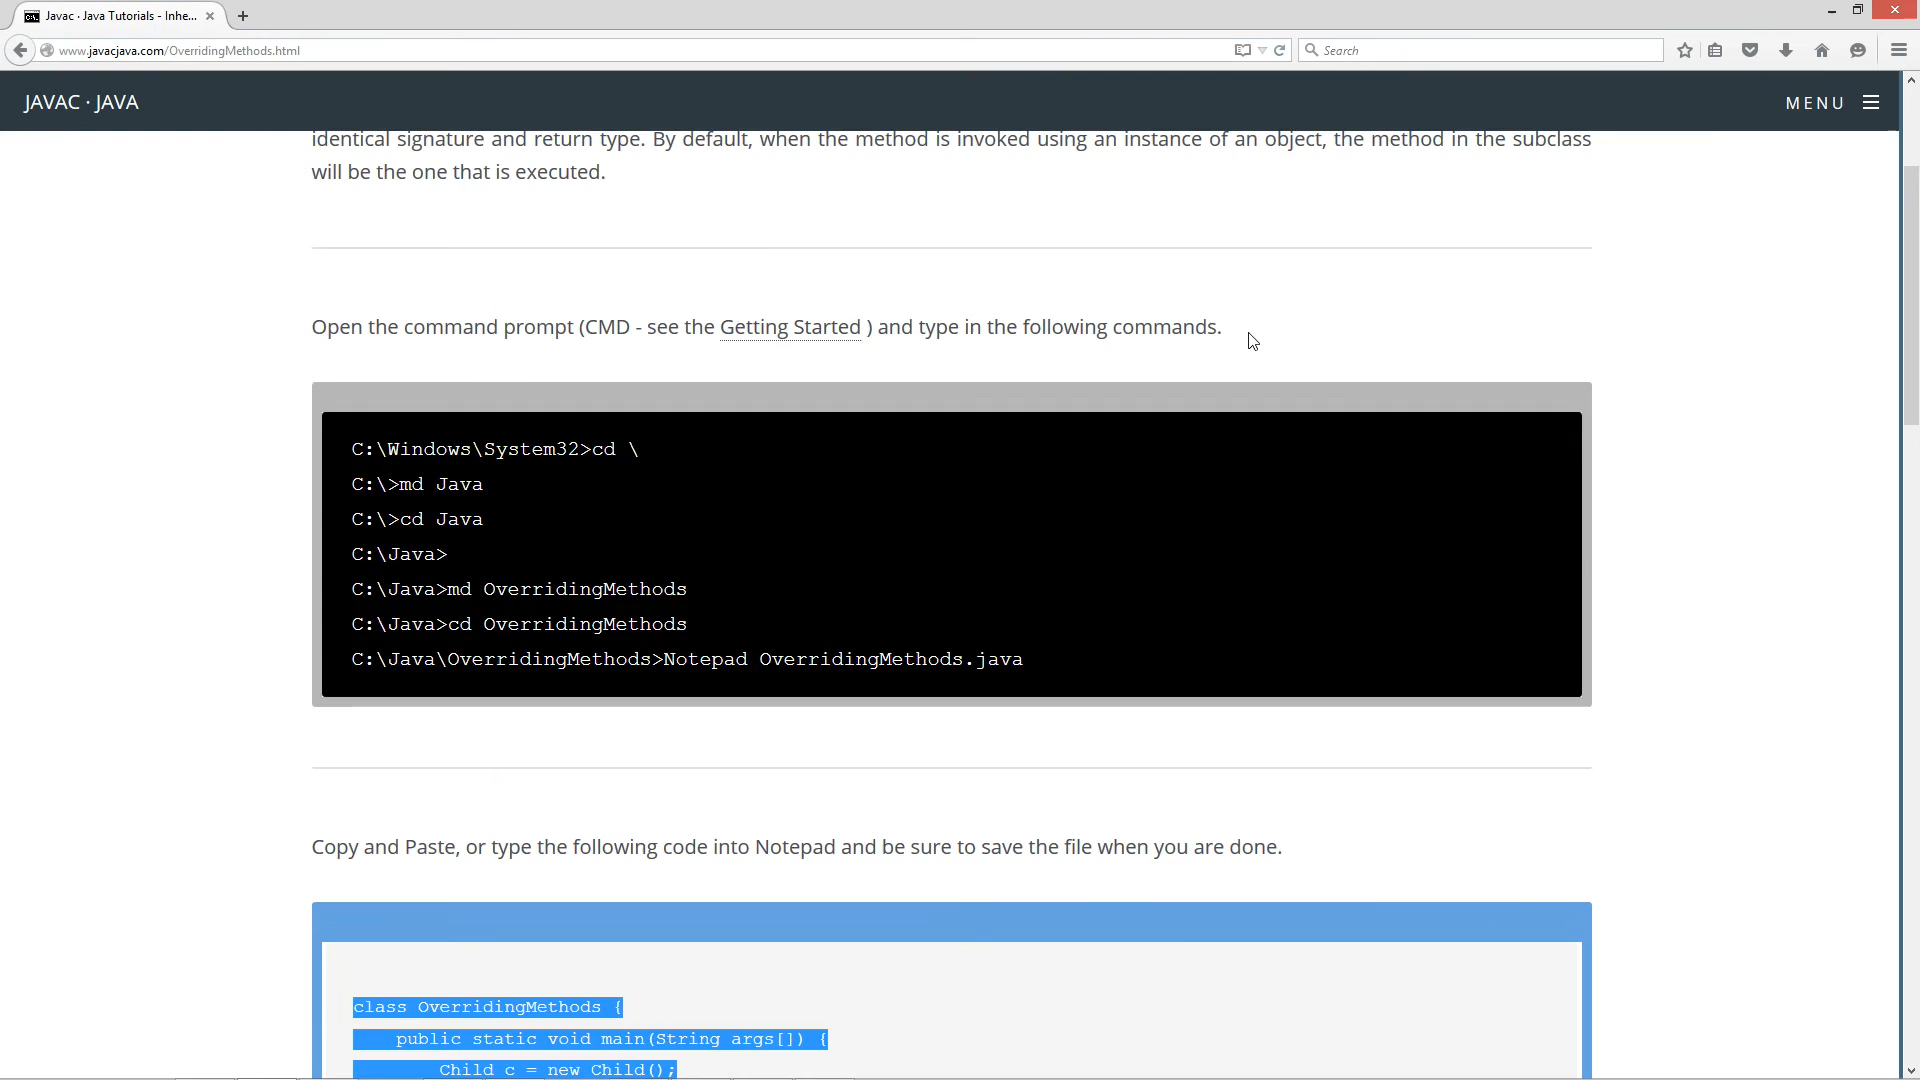 Javac · Java Tutorials - Inhe...
www.javacjava.com/OverridingMethods.html
Search
JAVAC · JAVA
MENU
identical signature and return type. By default, when the method is invoked using an instance of an object, the method in the subclass
will be the one that is executed.
Open the command prompt (CMD - see the Getting Started ) and type in the following commands.
C:\Windows\System32>cd \
C:\>md Java
C:\>cd Java
C:\Java>
C:\Java>md OverridingMethods
C:\Java>cd OverridingMethods
C:\Java\OverridingMethods>Notepad OverridingMethods.java
Copy and Paste, or type the following code into Notepad and be sure to save the file when you are done.
class OverridingMethods {
public static void main(String args[]) {
Child c = new Child();